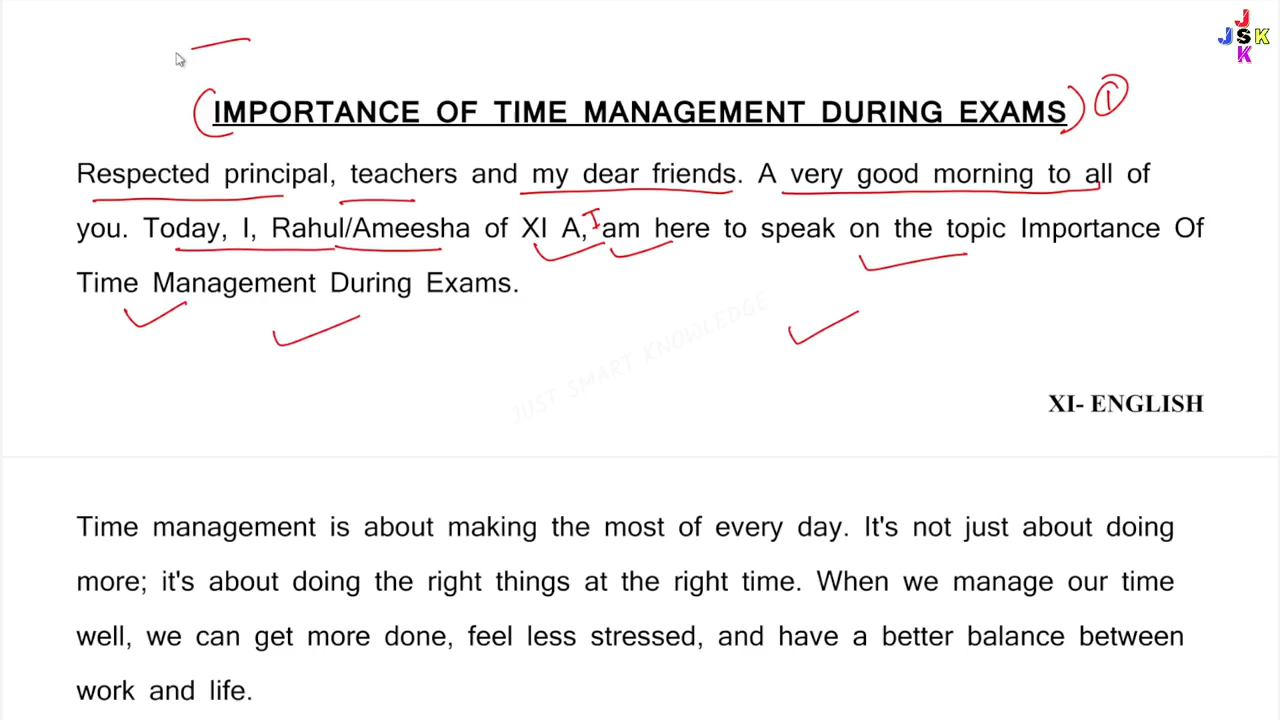 J
J S K
K
IMPORTANCE OF TIME MANAGEMENT DURING EXAMS 1
Respected principal, teachers and my dear friends. A very good morning to all of
you. Today, I, Rahul/Ameesha of XI A, I am here to speak on the topic Importance Of
Time Management During Exams.
JUST SMART KNOWLEDGE
XI- ENGLISH
Time management is about making the most of every day. It's not just about doing
more; it's about doing the right things at the right time. When we manage our time
well, we can get more done, feel less stressed, and have a better balance between
work and life.